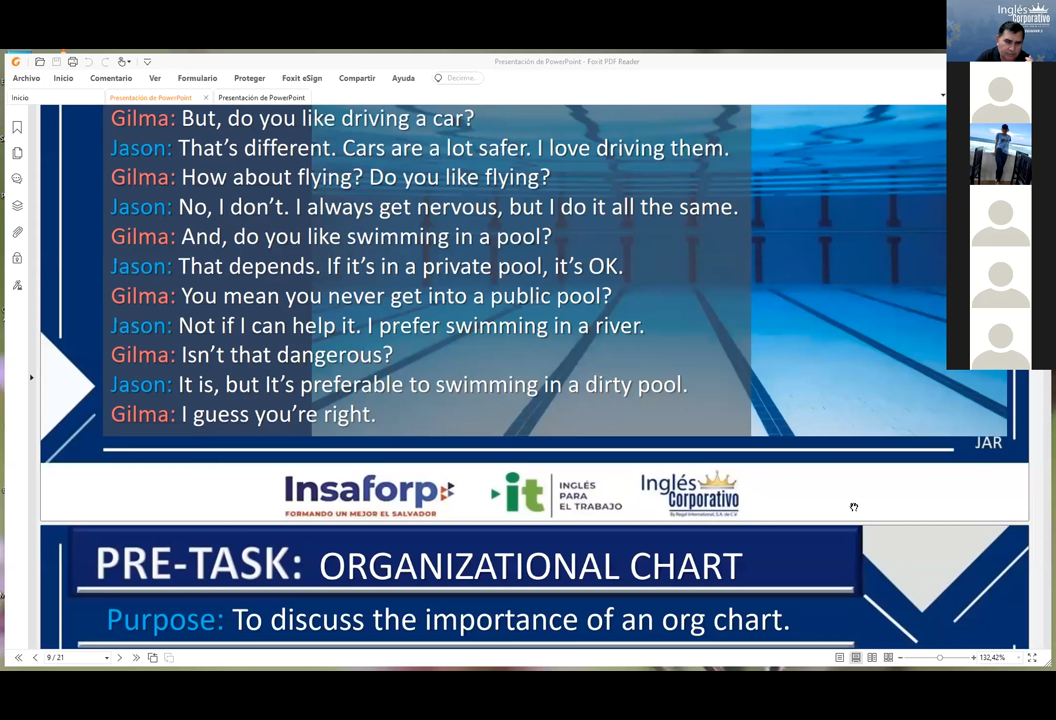 Inglés
Corporativo
Presentación de PowerPoint - Foxit PDF Reader
Archivo Inicio Comentario Ver Formulario Proteger Foxit eSign Compartir Ayuda Decirme...
Inicio Presentación de PowerPoint Presentación de PowerPoint
Gilma: But, do you like driving a car?
Jason: That's different. Cars are a lot safer. I love driving them.
Gilma: How about flying? Do you like flying?
Jason: No, I don't. I always get nervous, but I do it all the same.
Gilma: And, do you like swimming in a pool?
Jason: That depends. If it's in a private pool, it's OK.
Gilma: You mean you never get into a public pool?
Jason: Not if I can help it. I prefer swimming in a river.
Gilma: Isn't that dangerous?
Jason: It is, but It's preferable to swimming in a dirty pool.
Gilma: I guess you're right.
JAR
Insaforp
FORMANDO UN MEJOR EL SALVADOR
it
INGLÉS
PARA
EL TRABAJO
Inglés
Corporativo
By Regal International, S.A. de C.V.
PRE-TASK: ORGANIZATIONAL CHART
Purpose: To discuss the importance of an org chart.
9 / 21
132,42%